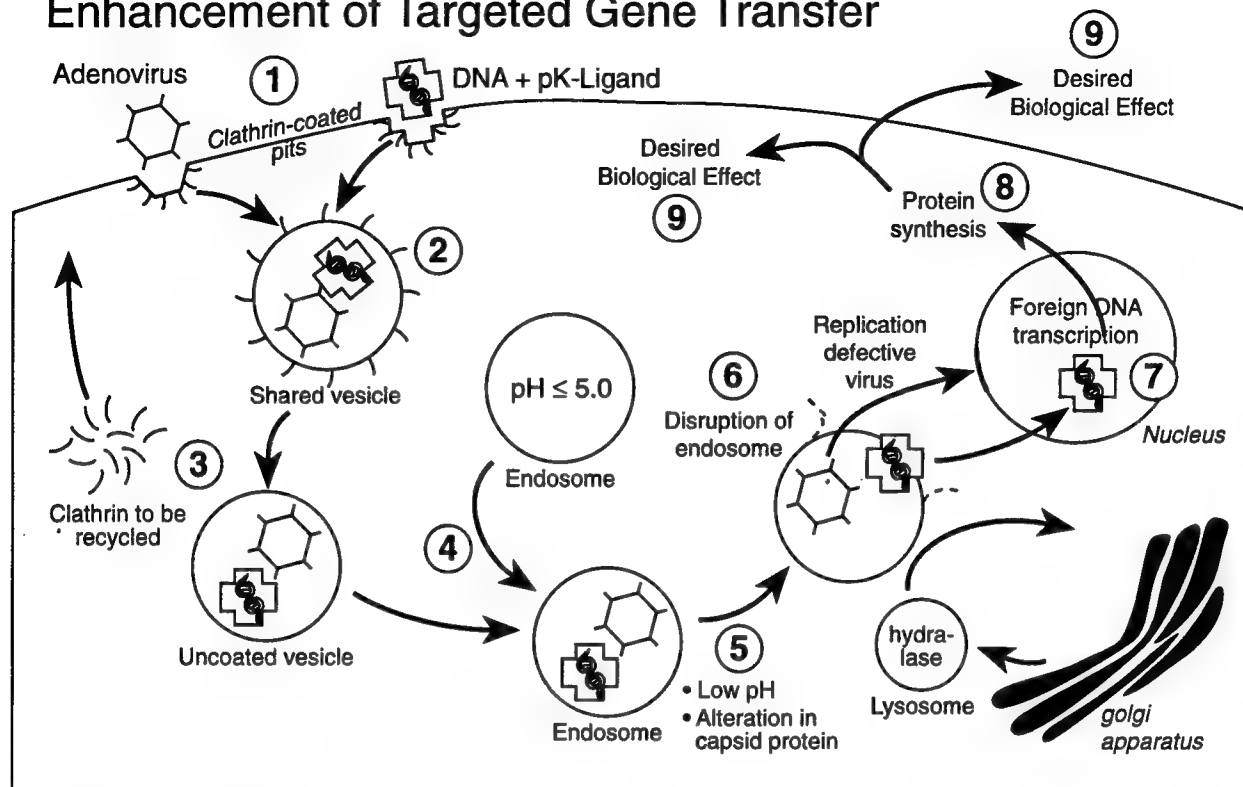 Enhancement of Targeted Gene Transfer
Adenovirus
1
Clathrin-coated
pits
DNA + pK-Ligand
9
Desired
Biological Effect
Desired
Biological Effect
9
Protein
synthesis
8
2
Shared vesicle
Foreign DNA
transcription
7
Nucleus
Replication
defective
virus
6
Disruption of
endosome
pH ≤ 5.0
Endosome
3
Clathrin to be
recycled
Uncoated vesicle
4
Endosome
5
• Low pH
• Alteration in
capsid protein
hydra-
lase
Lysosome
golgi
apparatus